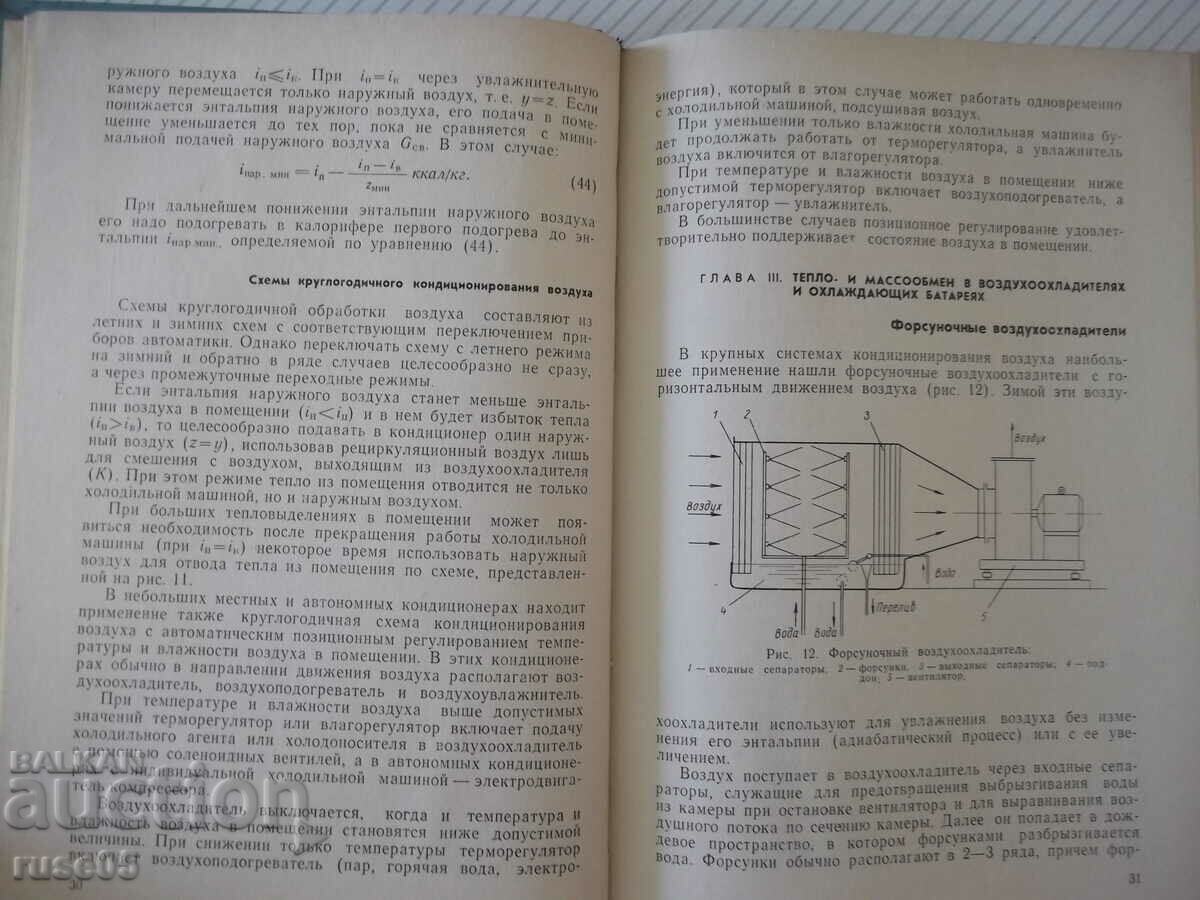 ружного воздуха iп⩽iк. При iп=iк через увлажнительную
камеру перемещается только наружный воздух, т. е. y=z. Если
понижается энтальпия наружного воздуха, его подача в поме-
щение уменьшается до тех пор, пока не сравняется с мини-
мальной подачей наружного воздуха Gсв. В этом случае:
iпар. мин = iп — (iп — iв)/zмин ккал/кг. (44)
При дальнейшем понижении энтальпии наружного воздуха
его надо подогревать в калорифере первого подогрева до эн-
тальпии iпар мин, определяемой по уравнению (44).
Схемы круглогодичного кондиционирования воздуха
Схемы круглогодичной обработки воздуха составляют из
летних и зимних схем с соответствующим переключением при-
боров автоматики. Однако переключать схему с летнего режима
на зимний и обратно в ряде случаев целесообразно не сразу,
а через промежуточные переходные режимы.
Если энтальпия наружного воздуха станет меньше энталь-
пии воздуха в помещении (iн<iп) и в нем будет избыток тепла
(iп>iв), то целесообразно подавать в кондиционер один наруж-
ный воздух (z=y), использовав рециркуляционный воздух лишь
для смешения с воздухом, выходящим из воздухоохладителя
(К). При этом режиме тепло из помещения отводится не только
холодильной машиной, но и наружным воздухом.
При больших тепловыделениях в помещении может поя-
виться необходимость после прекращения работы холодильной
машины (при iп=iк) некоторое время использовать наружный
воздух для отвода тепла из помещения по схеме, представлен-
ной на рис. 11.
В небольших местных и автономных кондиционерах находит
применение также круглогодичная схема кондиционирования
воздуха с автоматическим позиционным регулированием темпе-
ратуры и влажности воздуха в помещении. В этих кондиционе-
рах обычно в направлении движения воздуха располагают воз-
духоохладитель, воздухоподогреватель и воздухоувлажнитель.
При температуре и влажности воздуха выше допустимых
значений терморегулятор или влагорегулятор включает подачу
холодильного агента или холодоносителя в воздухоохладитель
помощью соленоидных вентилей, а в автономных кондиционе-
рах индивидуальной холодильной машиной — электродвига-
тель компрессора.
Воздухоохладитель выключается, когда и температура и
влажность воздуха в помещении становятся ниже допустимой
величины. При снижении только температуры терморегулятор
включает воздухоподогреватель (пар, горячая вода, электро-
BALKAN
auction
ruse05
энергия), который в этом случае может работать одновременно
с холодильной машиной, подсушивая воздух.
При уменьшении только влажности холодильная машина бу-
дет продолжать работать от терморегулятора, а увлажнитель
воздуха включится от влагорегулятора.
При температуре и влажности воздуха в помещении ниже
допустимой терморегулятор включает воздухоподогреватель, а
влагорегулятор — увлажнитель.
В большинстве случаев позиционное регулирование удовлет-
творительно поддерживает состояние воздуха в помещении.
ГЛАВА III. ТЕПЛО- И МАССООБМЕН В ВОЗДУХООХЛАДИТЕЛЯХ
И ОХЛАЖДАЮЩИХ БАТАРЕЯХ
Форсуночные воздухоохладители
В крупных системах кондиционирования воздуха наиболь-
шее применение нашли форсуночные воздухоохладители с го-
ризонтальным движением воздуха (рис. 12). Зимой эти возду-
1 2 3
Воздух
Воздух
Вода
4
Перелив
5
Вода
Вода
Рис. 12. Форсуночный воздухоохладитель:
1 — входные сепараторы, 2 — форсунки, 3 — выходные сепараторы; 4 — под-
дон; 5 — вентилятор.
хоохладители используют для увлажнения воздуха без изме-
нения его энтальпии (адиабатический процесс) или с ее уве-
личением.
Воздух поступает в воздухоохладитель через входные сепа-
раторы, служащие для предотвращения выбрызгивания воды
из камеры при остановке вентилятора и для выравнивания воз-
душного потока по сечению камеры. Далее он попадает в дож-
девое пространство, в котором форсунками разбрызгивается
вода. Форсунки обычно располагают в 2—3 ряда, причем фор-
31